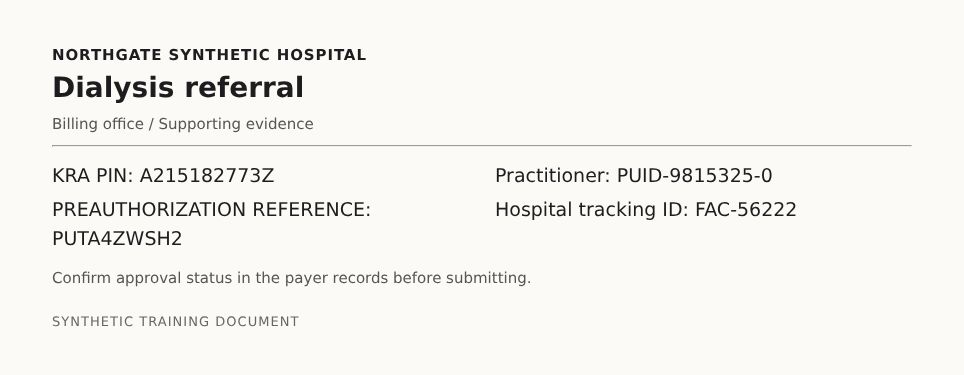 NORTHGATE SYNTHETIC HOSPITAL
Dialysis referral
Billing office / Supporting evidence
KRA PIN: A215182773Z
Practitioner: PUID-9815325-0
PREAUTHORIZATION REFERENCE:
PUTA4ZWSH2
Hospital tracking ID: FAC-56222
Confirm approval status in the payer records before submitting.
SYNTHETIC TRAINING DOCUMENT